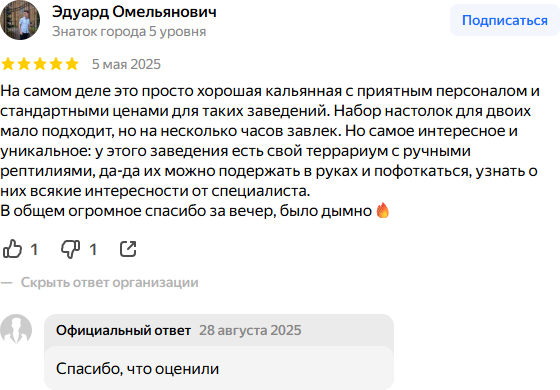 Эдуард Омельянович
Знаток города 5 уровня
Подписаться
5 мая 2025
На самом деле это просто хорошая кальянная с приятным персоналом и
стандартными ценами для таких заведений. Набор настолок для двоих
мало подходит, но на несколько часов завлек. Но самое интересное и
уникальное: у этого заведения есть свой террариум с ручными
рептилиями, да-да их можно подержать в руках и пофоткаться, узнать о
них всякие интересности от специалиста.
В общем огромное спасибо за вечер, было дымно 🔥
1 1
— Скрыть ответ организации
Официальный ответ 28 августа 2025
Спасибо, что оценили